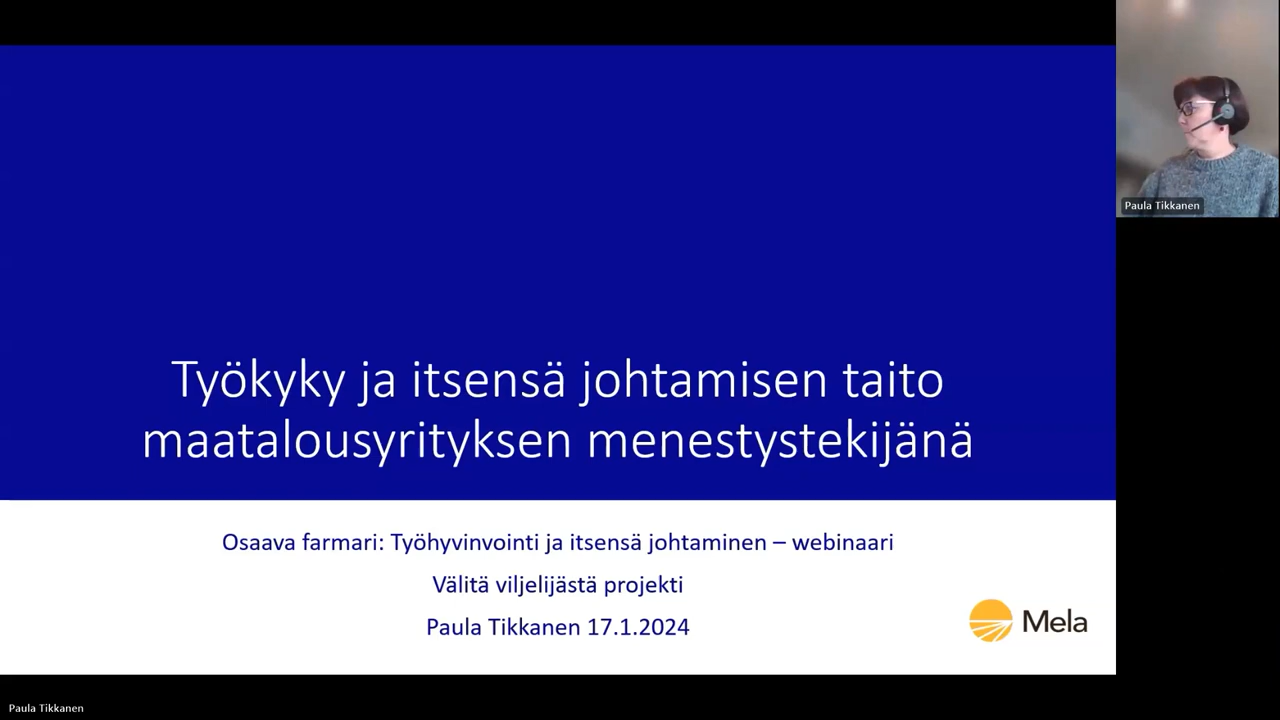 Työkyky ja itsensä johtamisen taito
maatalousyrityksen menestystekijänä
Osaava farmari: Työhyvinvointi ja itsensä johtaminen – webinaari
Välitä viljelijästä projekti
Paula Tikkanen 17.1.2024
Mela
Paula Tikkanen
Paula Tikkanen